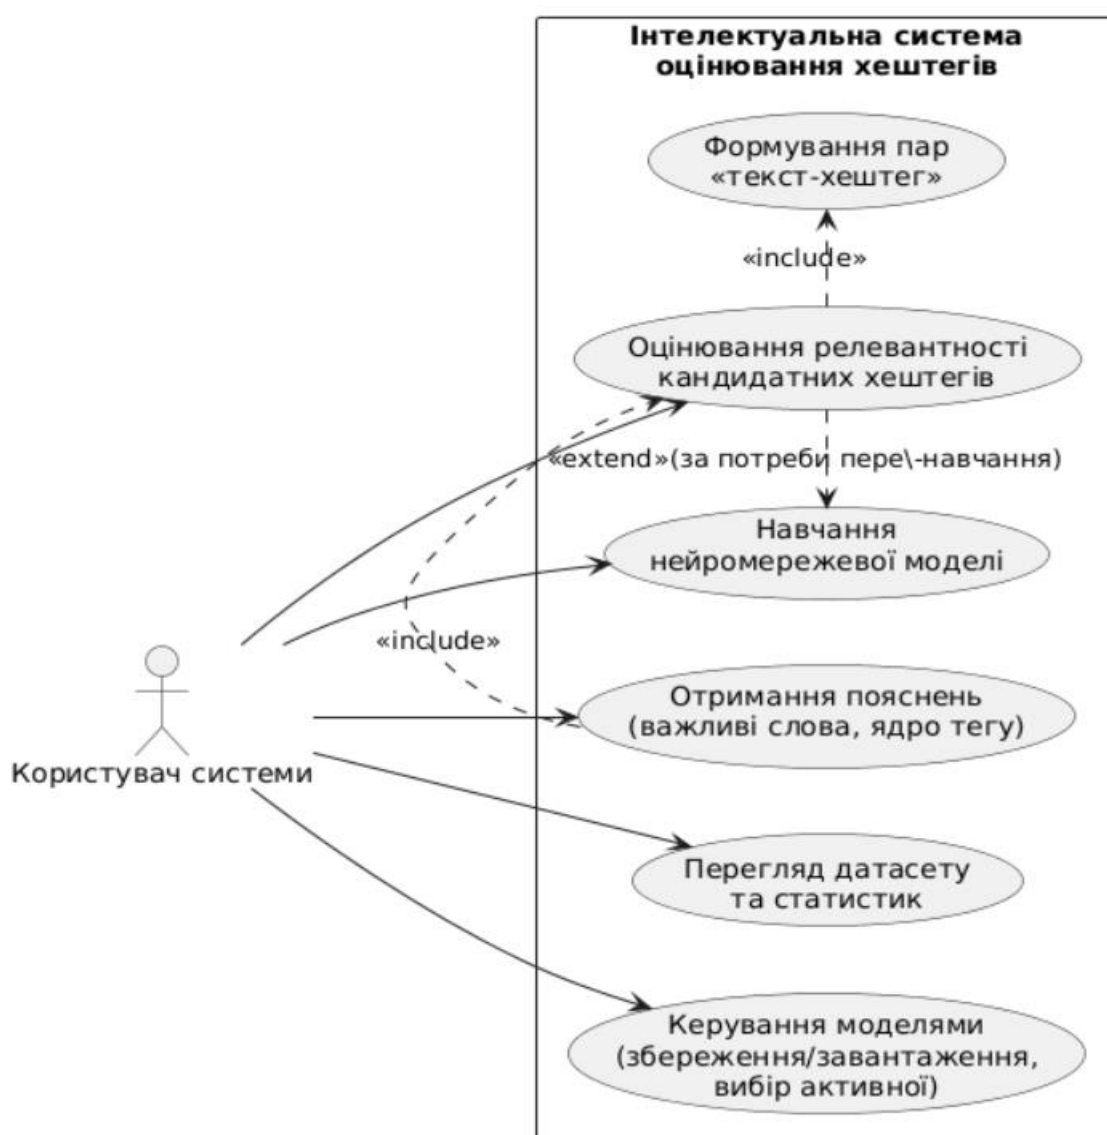 Інтелектуальна система
оцінювання хештегів
Формування пар
«текст-хештег»
«include»
Оцінювання релевантності
кандидатних хештегів
«extend»(за потреби пере\-навчання)
Навчання
нейромережевої моделі
«include»
Отримання пояснень
(важливі слова, ядро тегу)
Користувач системи
Перегляд датасету
та статистик
Керування моделями
(збереження/завантаження,
вибір активної)